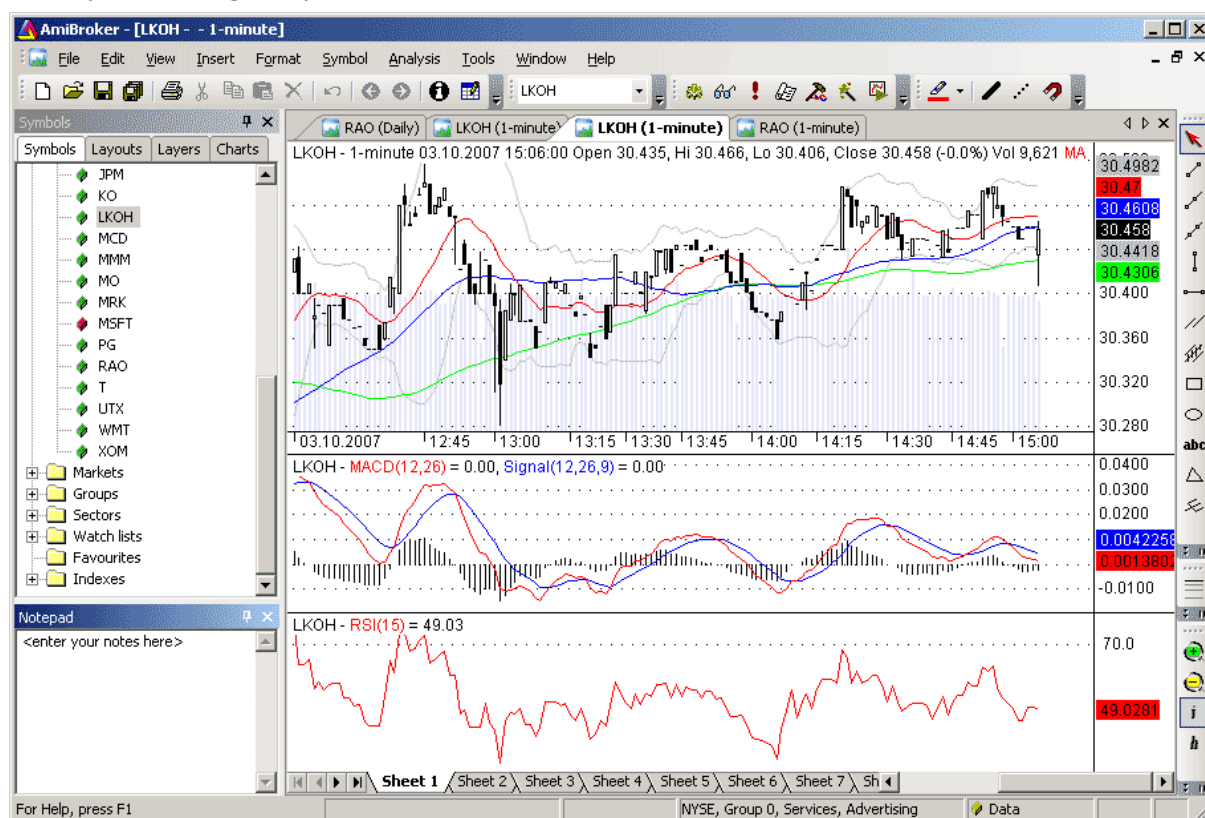 AmiBroker - [LKOH - - 1-minute]
File Edit View Insert Format Symbol Analysis Tools Window Help
LKOH
Symbols
Symbols Layouts Layers Charts
JPM
KO
LKOH
MCD
MMM
MO
MRK
MSFT
PG
RAO
T
UTX
WMT
XOM
Markets
Groups
Sectors
Watch lists
Favourites
Indexes
Notepad
<enter your notes here>
RAO (Daily) LKOH (1-minute) LKOH (1-minute) RAO (1-minute)
LKOH - 1-minute 03.10.2007 15:06:00 Open 30.435, Hi 30.466, Lo 30.406, Close 30.458 (-0.0%) Vol 9,621 MA
30.4982
30.47
30.4608
30.458
30.4418
30.4306
30.400
30.360
30.320
30.280
03.10.2007 12:45 13:00 13:15 13:30 13:45 14:00 14:15 14:30 14:45 15:00
LKOH - MACD(12,26) = 0.00, Signal(12,26,9) = 0.00
0.0400
0.0300
0.0200
0.0042258
0.0013802
-0.0100
LKOH - RSI(15) = 49.03
70.0
49.0281
abc
i
h
Sheet 1 Sheet 2 Sheet 3 Sheet 4 Sheet 5 Sheet 6 Sheet 7 Sh
For Help, press F1
NYSE, Group 0, Services, Advertising
Data